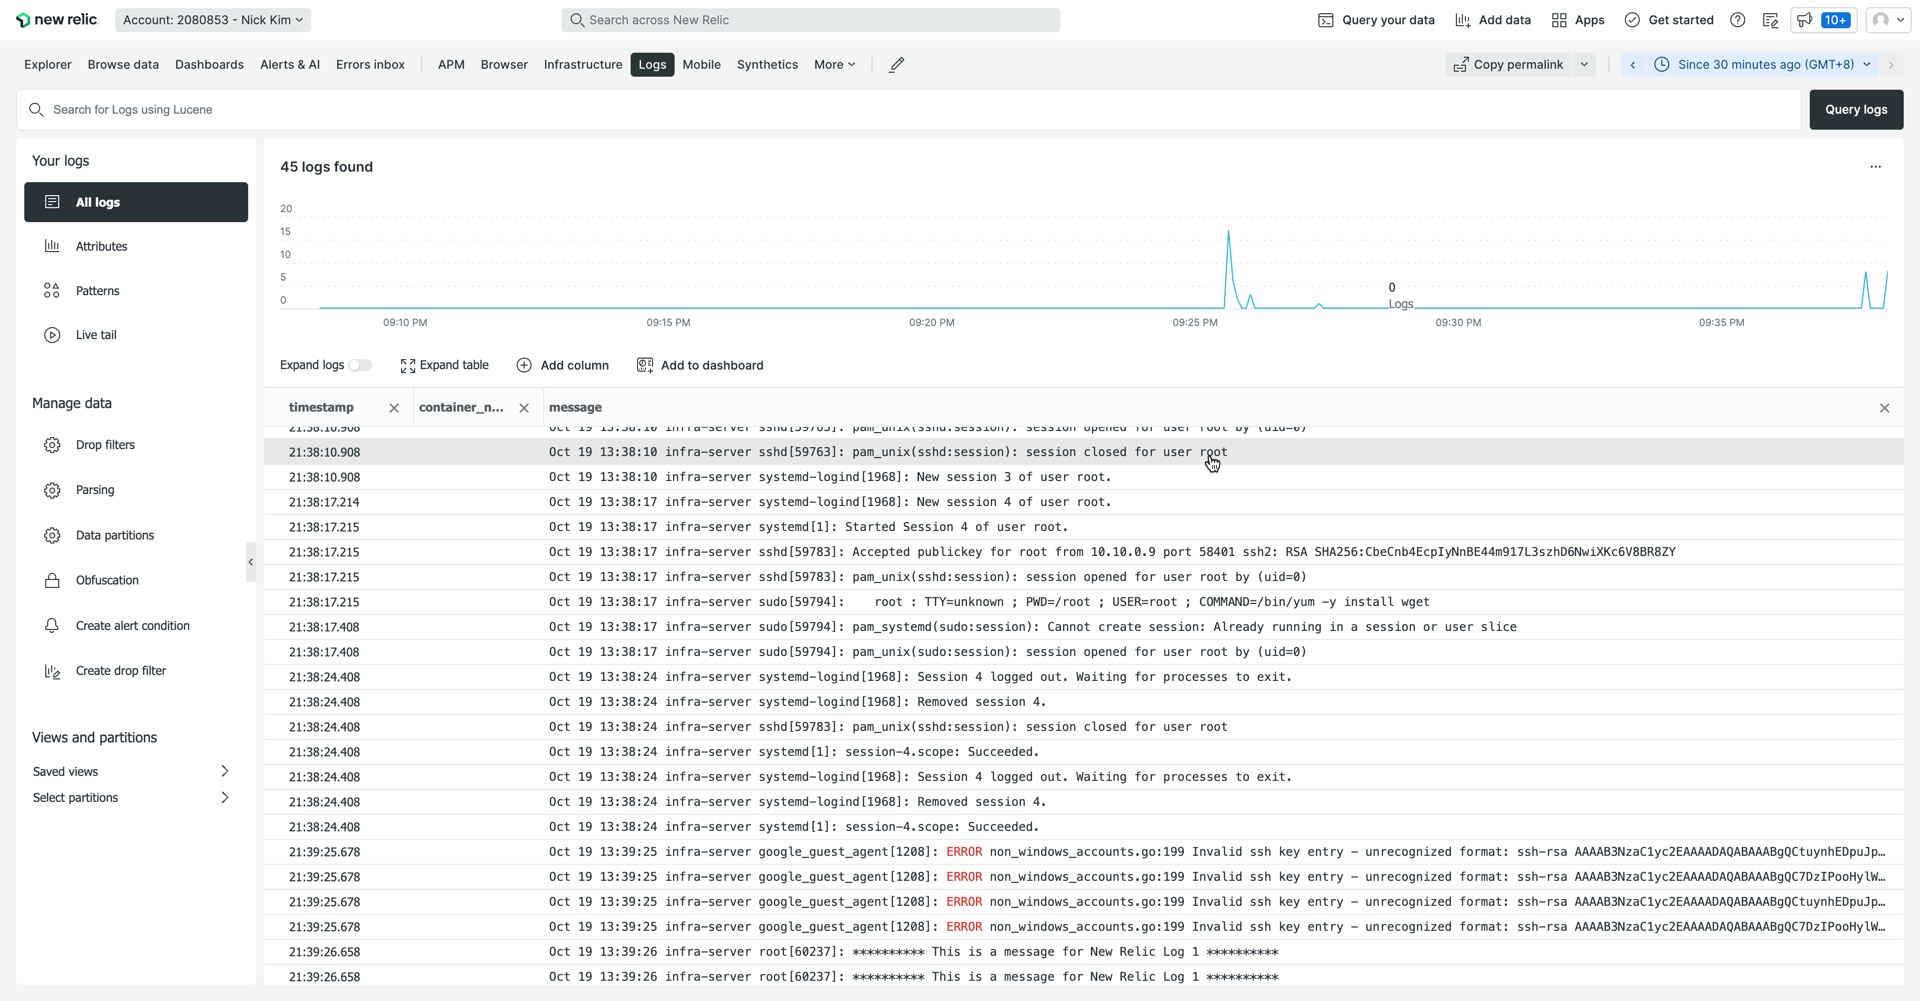 new relic
Account: 2080853 - Nick Kim
Search across New Relic
Query your data
Add data
Apps
Get started
10+
Explorer
Browse data
Dashboards
Alerts & AI
Errors inbox
APM
Browser
Infrastructure
Logs
Mobile
Synthetics
More
Copy permalink
Since 30 minutes ago (GMT+8)
Search for Logs using Lucene
Query logs
Your logs
All logs
Attributes
Patterns
Live tail
Manage data
Drop filters
Parsing
Data partitions
Obfuscation
Create alert condition
Create drop filter
Views and partitions
Saved views
Select partitions
45 logs found
20
15
10
5
0
0
Logs
09:10 PM
09:15 PM
09:20 PM
09:25 PM
09:30 PM
09:35 PM
Expand logs
Expand table
Add column
Add to dashboard
timestamp container_n... message
21:38:10.908 Oct 19 13:38:10 infra-server sshd[59763]: pam_unix(sshd:session): session opened for user root by (uid=0)
21:38:10.908 Oct 19 13:38:10 infra-server sshd[59763]: pam_unix(sshd:session): session closed for user root
21:38:10.908 Oct 19 13:38:10 infra-server systemd-logind[1968]: New session 3 of user root.
21:38:17.214 Oct 19 13:38:17 infra-server systemd-logind[1968]: New session 4 of user root.
21:38:17.215 Oct 19 13:38:17 infra-server systemd[1]: Started Session 4 of user root.
21:38:17.215 Oct 19 13:38:17 infra-server sshd[59783]: Accepted publickey for root from 10.10.0.9 port 58401 ssh2: RSA SHA256:CbeCnb4EcpIyNnBE44m917L3szhD6NwiXKc6V8BR8ZY
21:38:17.215 Oct 19 13:38:17 infra-server sshd[59783]: pam_unix(sshd:session): session opened for user root by (uid=0)
21:38:17.215 Oct 19 13:38:17 infra-server sudo[59794]: root : TTY=unknown ; PWD=/root ; USER=root ; COMMAND=/bin/yum -y install wget
21:38:17.408 Oct 19 13:38:17 infra-server sudo[59794]: pam_systemd(sudo:session): Cannot create session: Already running in a session or user slice
21:38:17.408 Oct 19 13:38:17 infra-server sudo[59794]: pam_unix(sudo:session): session opened for user root by (uid=0)
21:38:24.408 Oct 19 13:38:24 infra-server systemd-logind[1968]: Session 4 logged out. Waiting for processes to exit.
21:38:24.408 Oct 19 13:38:24 infra-server systemd-logind[1968]: Removed session 4.
21:38:24.408 Oct 19 13:38:24 infra-server sshd[59783]: pam_unix(sshd:session): session closed for user root
21:38:24.408 Oct 19 13:38:24 infra-server systemd[1]: session-4.scope: Succeeded.
21:38:24.408 Oct 19 13:38:24 infra-server systemd-logind[1968]: Session 4 logged out. Waiting for processes to exit.
21:38:24.408 Oct 19 13:38:24 infra-server systemd-logind[1968]: Removed session 4.
21:38:24.408 Oct 19 13:38:24 infra-server systemd[1]: session-4.scope: Succeeded.
21:39:25.678 Oct 19 13:39:25 infra-server google_guest_agent[1208]: ERROR non_windows_accounts.go:199 Invalid ssh key entry - unrecognized format: ssh-rsa AAAAB3NzaC1yc2EAAAADAQABAAABgQCtuynhEDpuJp…
21:39:25.678 Oct 19 13:39:25 infra-server google_guest_agent[1208]: ERROR non_windows_accounts.go:199 Invalid ssh key entry - unrecognized format: ssh-rsa AAAAB3NzaC1yc2EAAAADAQABAAABgQC7DzIPooHylW…
21:39:25.678 Oct 19 13:39:25 infra-server google_guest_agent[1208]: ERROR non_windows_accounts.go:199 Invalid ssh key entry - unrecognized format: ssh-rsa AAAAB3NzaC1yc2EAAAADAQABAAABgQCtuynhEDpuJp…
21:39:25.678 Oct 19 13:39:25 infra-server google_guest_agent[1208]: ERROR non_windows_accounts.go:199 Invalid ssh key entry - unrecognized format: ssh-rsa AAAAB3NzaC1yc2EAAAADAQABAAABgQC7DzIPooHylW…
21:39:26.658 Oct 19 13:39:26 infra-server root[60237]: ********** This is a message for New Relic Log 1 **********
21:39:26.658 Oct 19 13:39:26 infra-server root[60237]: ********** This is a message for New Relic Log 1 **********